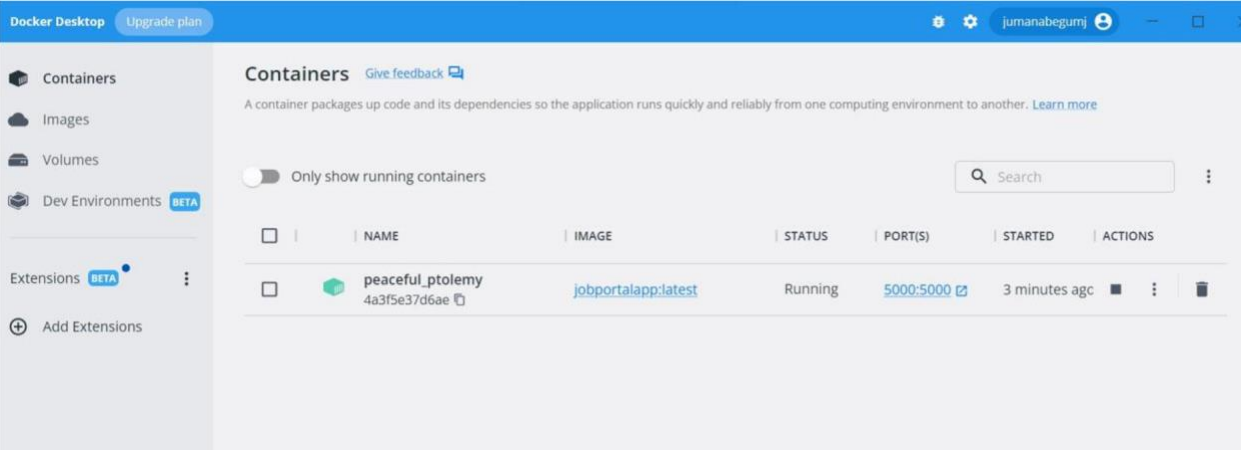 Docker Desktop Upgrade plan jumanabegumj
Containers
Images
Volumes
Dev Environments BETA
Extensions BETA
Add Extensions
Containers Give feedback
A container packages up code and its dependencies so the application runs quickly and reliably from one computing environment to another. Learn more
Only show running containers Search
NAME IMAGE STATUS PORT(S) STARTED ACTIONS
peaceful_ptolemy
4a3f5e37d6ae
jobportalapp:latest Running 5000:5000 3 minutes ago